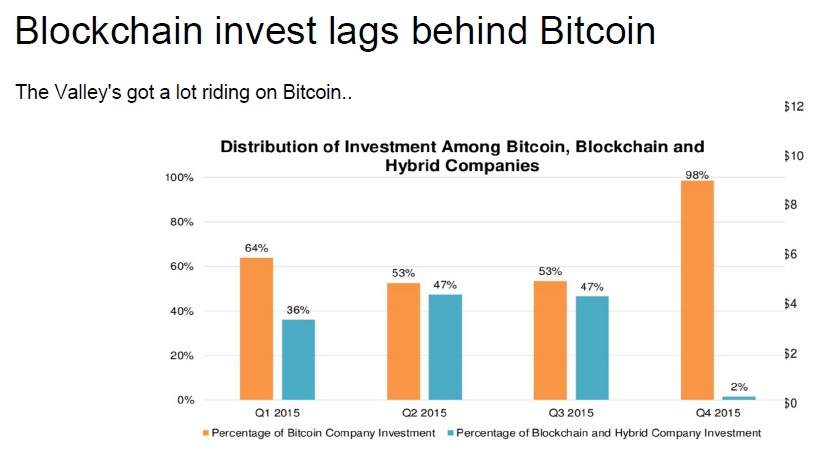 Blockchain invest lags behind Bitcoin
The Valley's got a lot riding on Bitcoin..
Distribution of Investment Among Bitcoin, Blockchain and
Hybrid Companies
100%
80%
60%
40%
20%
0%
64%
36%
53%
47%
53%
47%
98%
2%
Q1 2015
Q2 2015
Q3 2015
Q4 2015
Percentage of Bitcoin Company Investment
Percentage of Blockchain and Hybrid Company Investment
$12
$10
$8
$6
$4
$2
$0